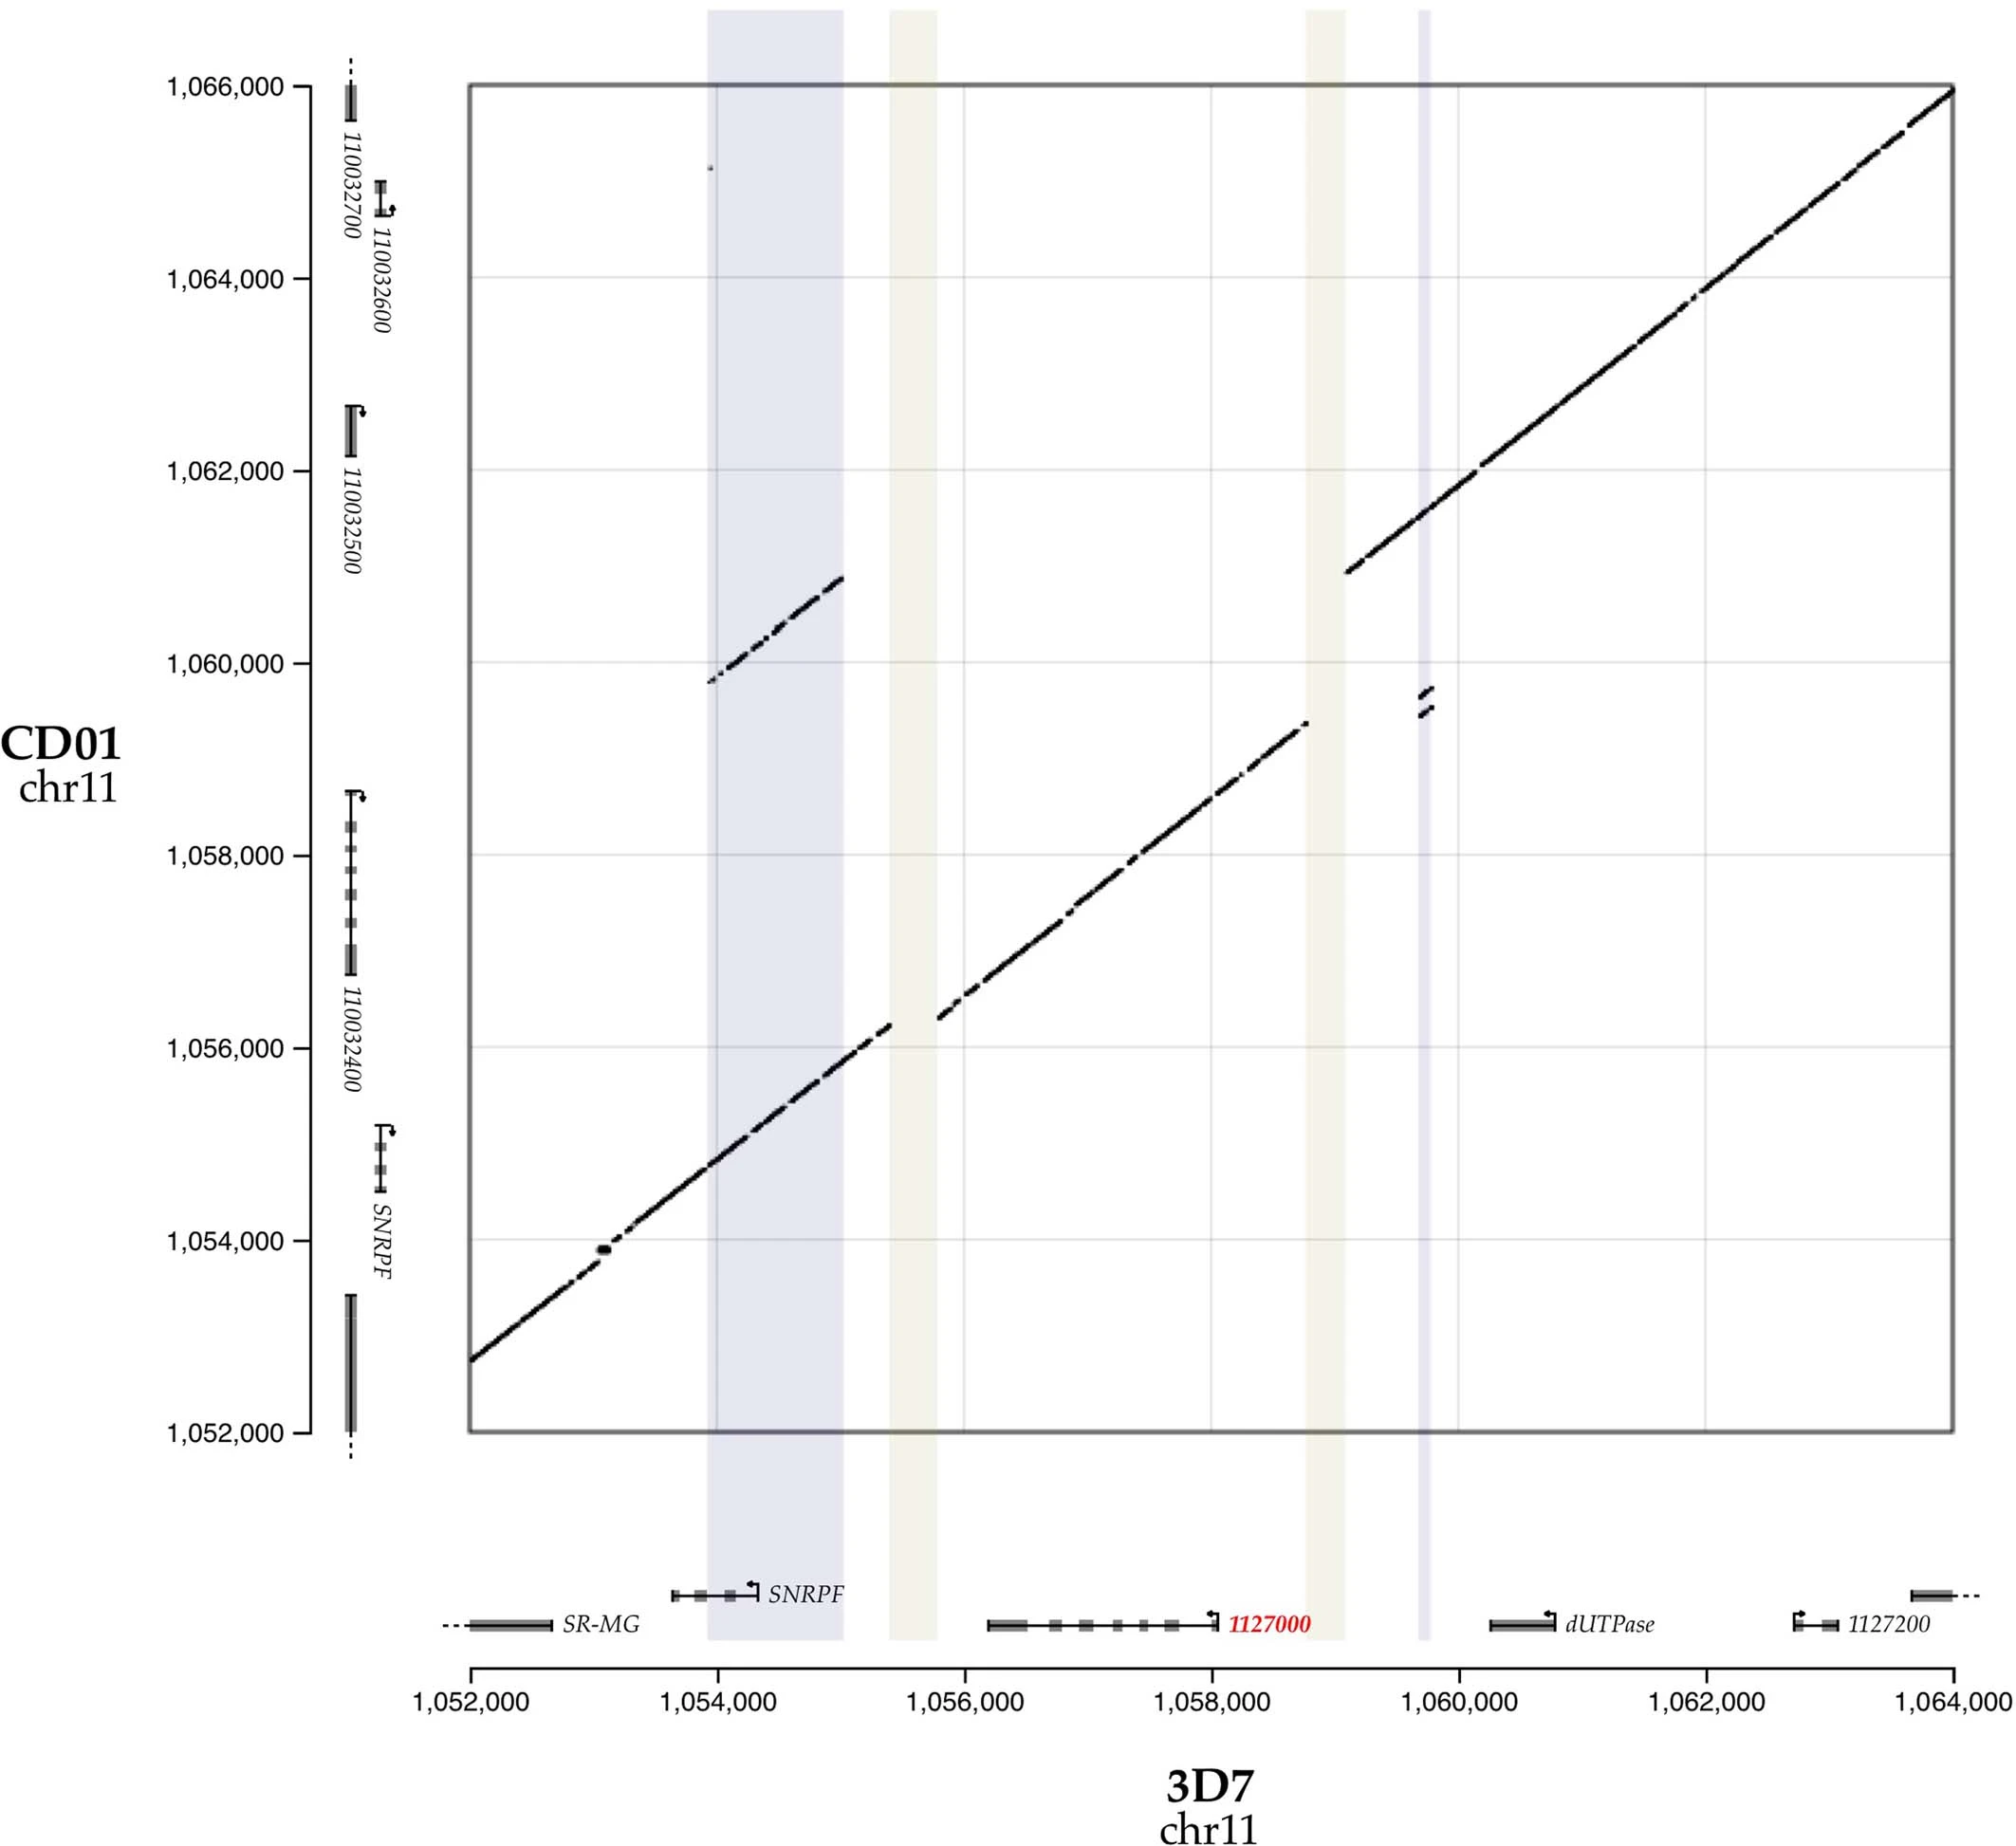 1,066,000
110032700
110032600
1,064,000
1,062,000
110032500
1,060,000
CD01
chr11
1,058,000
1,056,000
110032400
1,054,000
SNRPF
1,052,000
SNRPF
SR-MG
1127000
dUTPase
1127200
1,052,000
1,054,000
1,056,000
1,058,000
1,060,000
1,062,000
1,064,000
3D7
chr11